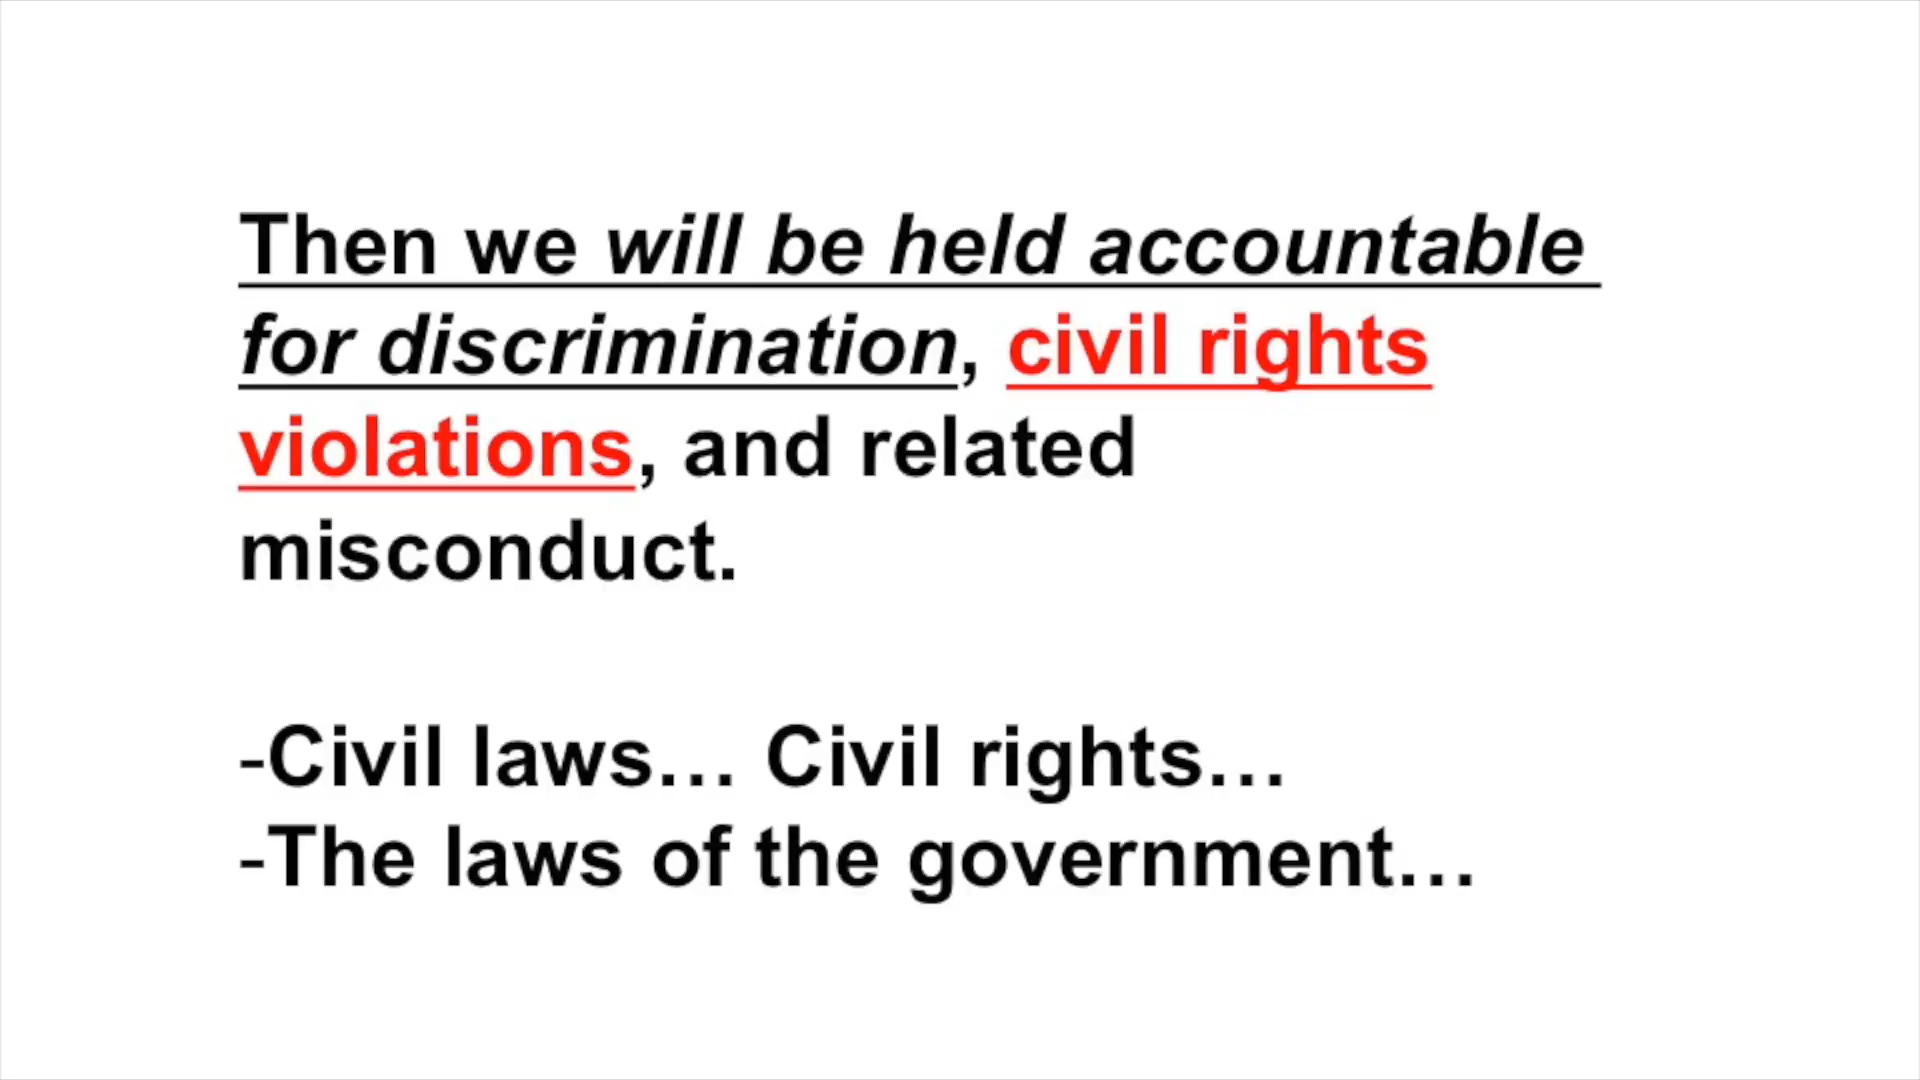 Then we will be held accountable
for discrimination, civil rights
violations, and related
misconduct.
-Civil laws… Civil rights…
-The laws of the government…